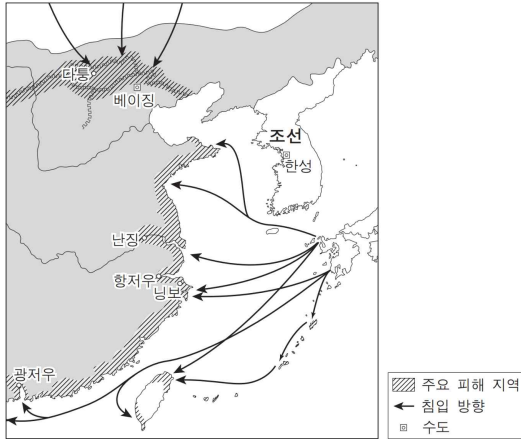 다퉁
베이징
조선
한성
난징
항저우
닝보
광저우
주요 피해 지역
침입 방향
수도